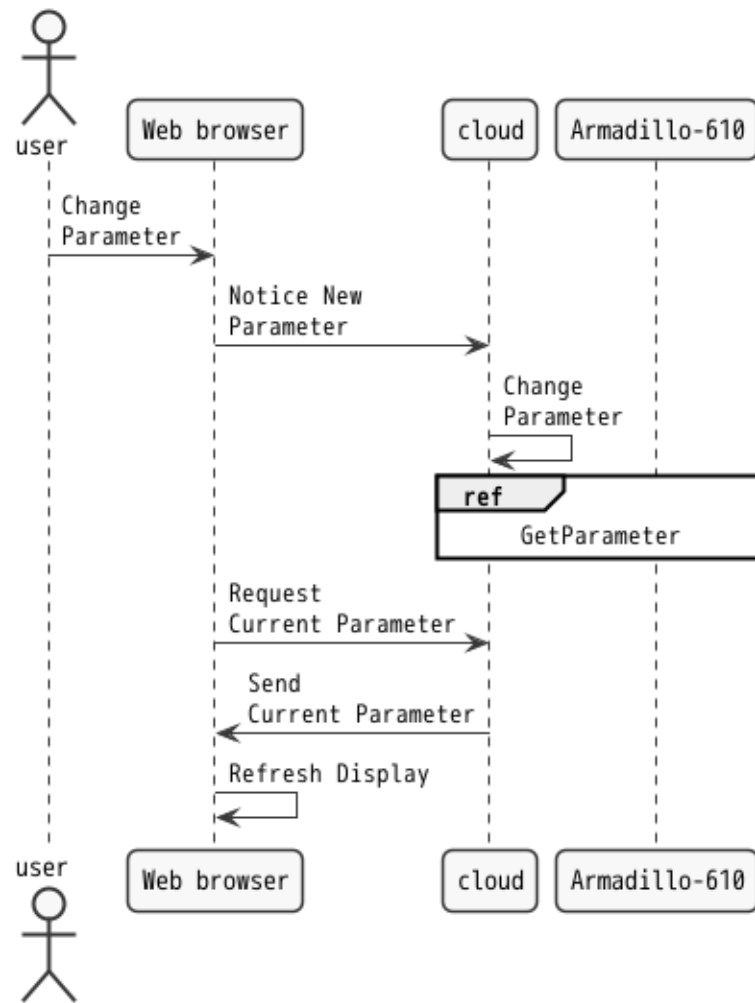 user
Web browser
cloud
Armadillo-610
Change
Parameter
Notice New
Parameter
Change
Parameter
ref
GetParameter
Request
Current Parameter
Send
Current Parameter
Refresh Display
user
Web browser
cloud
Armadillo-610